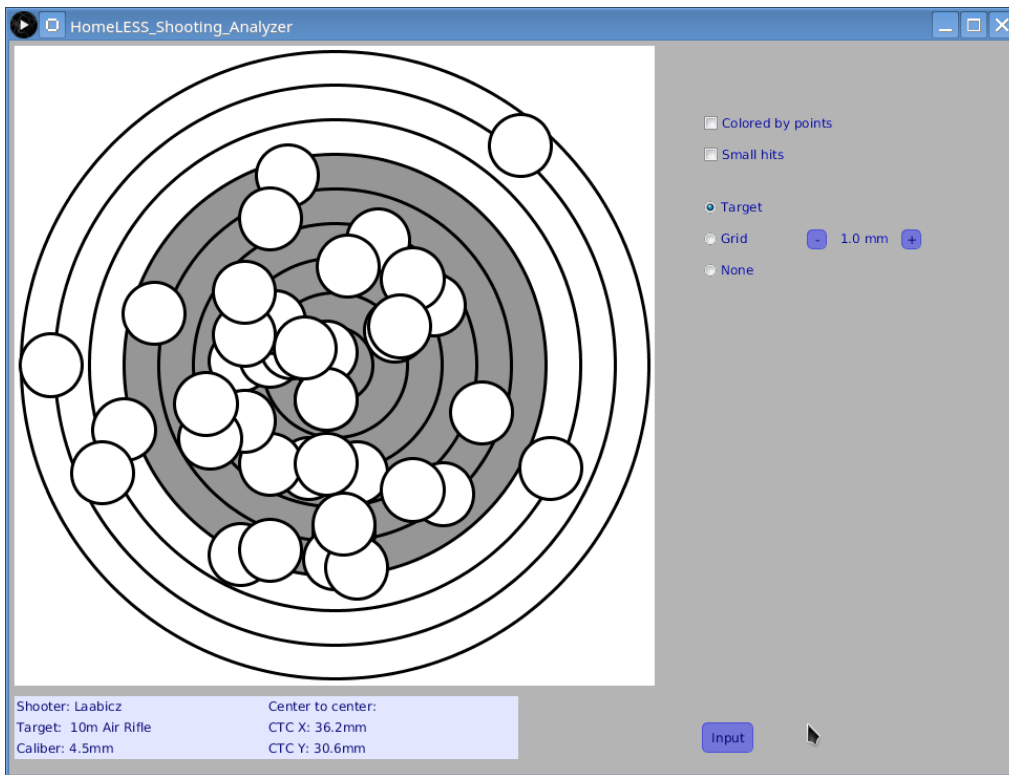 HomeLESS_Shooting_Analyzer
Colored by points
Small hits
Target
Grid - 1.0 mm +
None
Shooter: Laabicz
Target: 10m Air Rifle
Caliber: 4.5mm
Center to center:
CTC X: 36.2mm
CTC Y: 30.6mm
Input